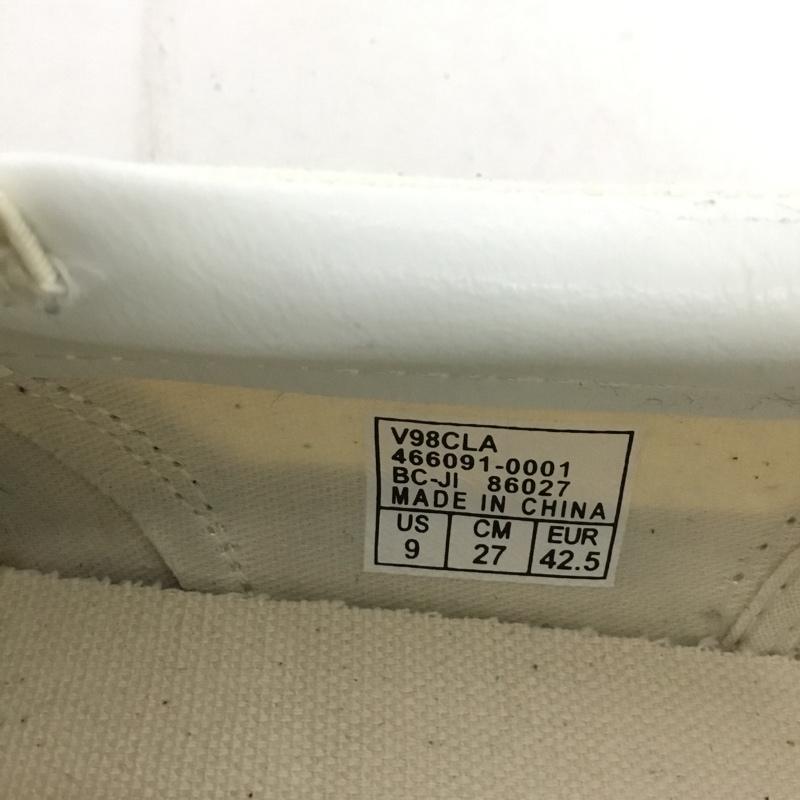 V98CLA
466091-0001
BC-JI 86027
MADE IN CHINA
US CM EUR
9 27 42.5